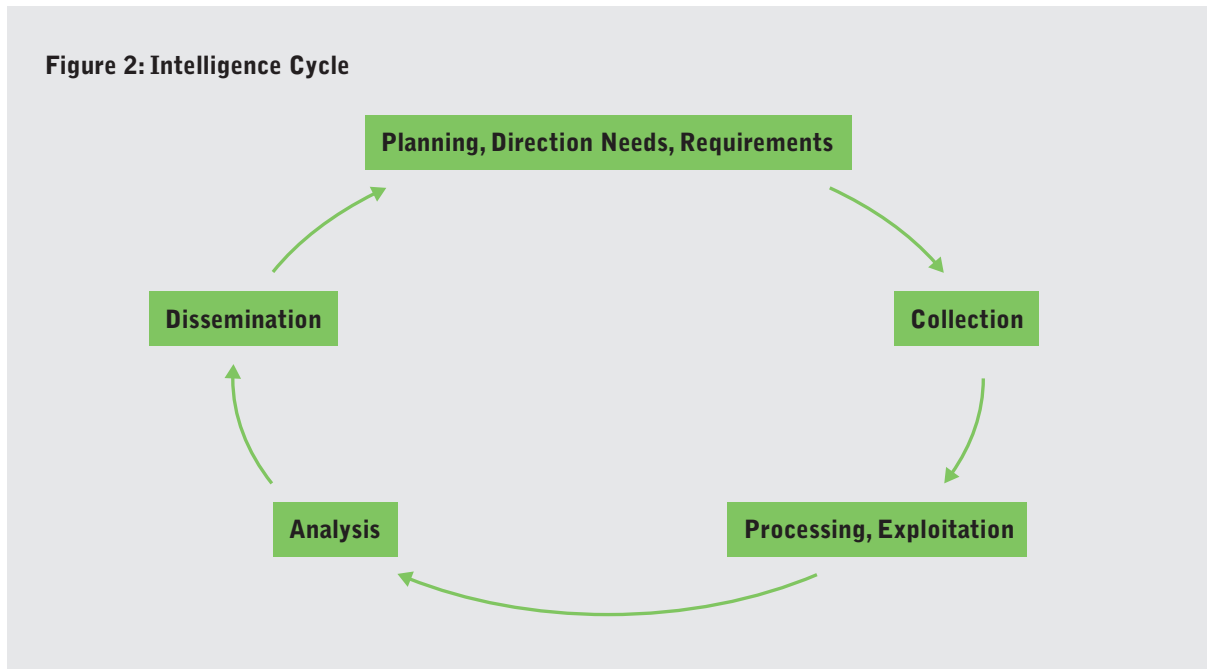 Figure 2: Intelligence Cycle
Planning, Direction Needs, Requirements
Dissemination
Collection
Analysis
Processing, Exploitation